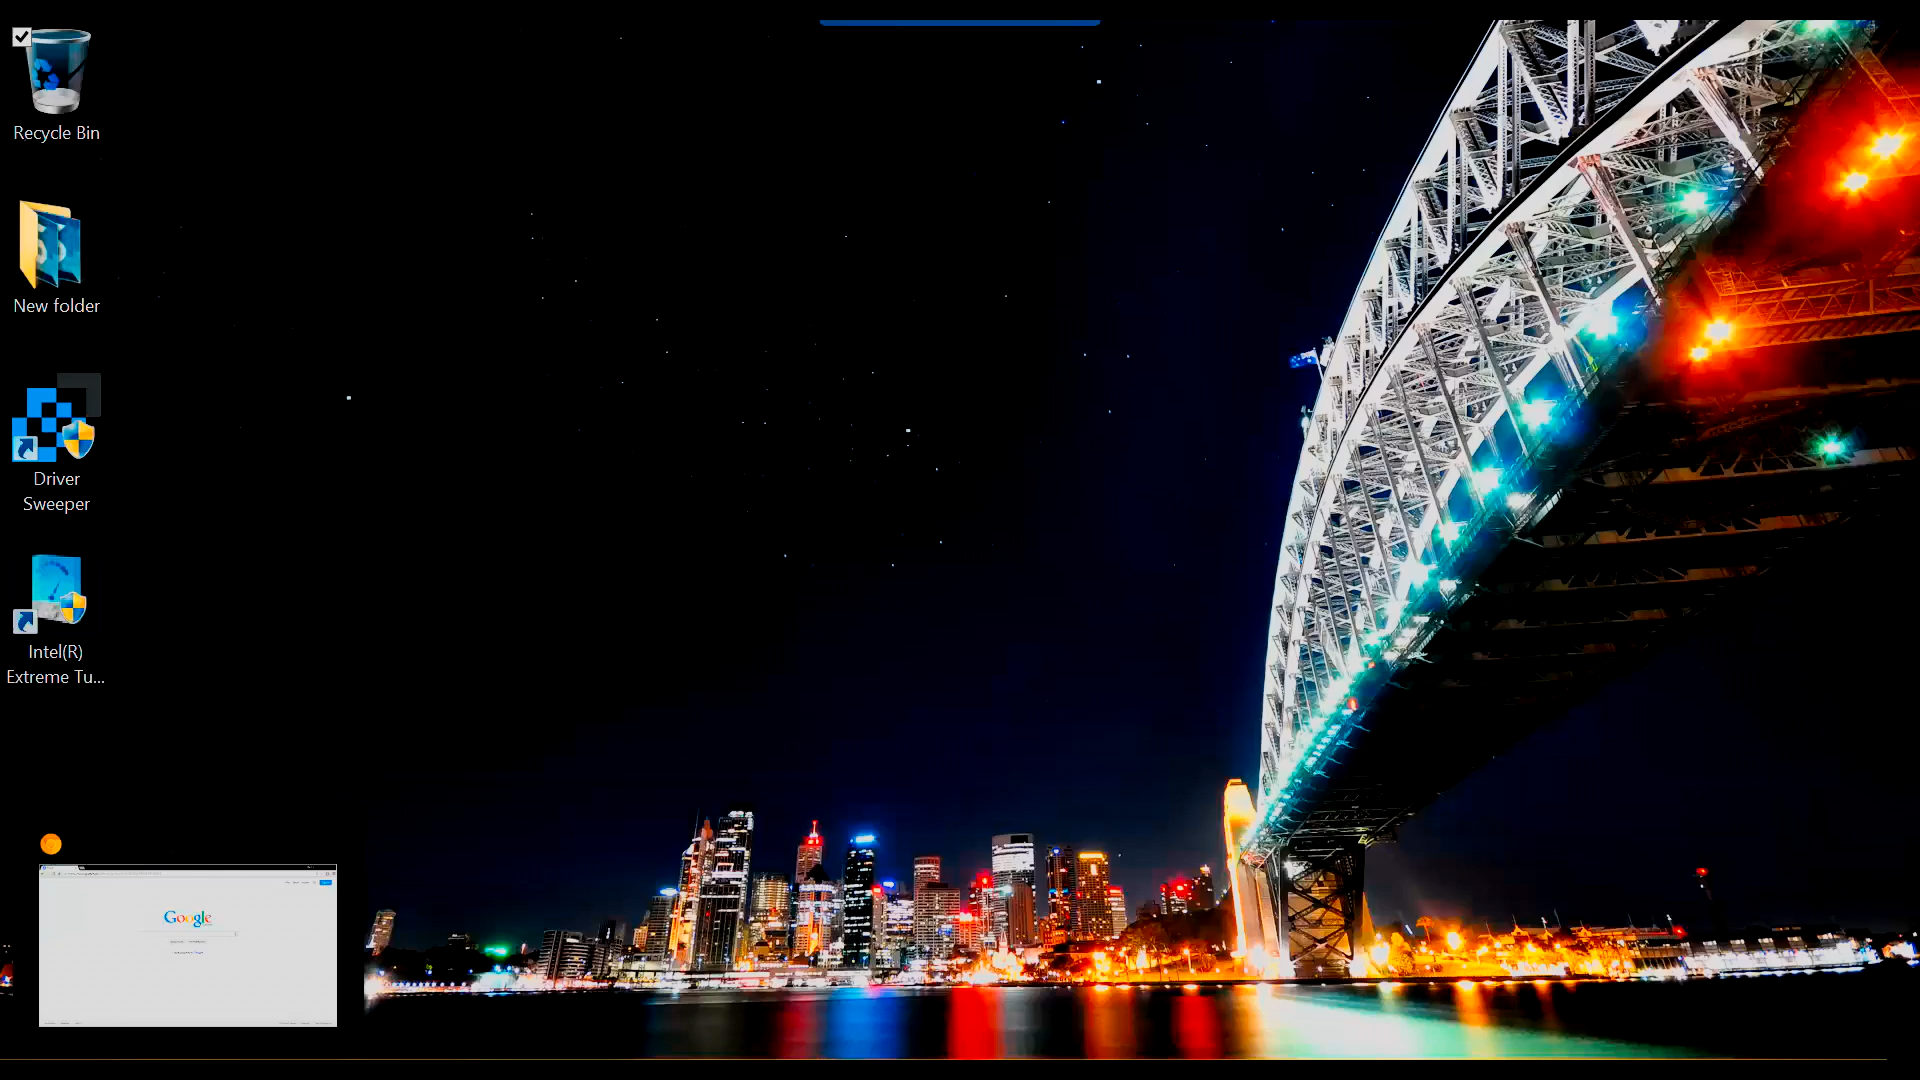 Recycle Bin
New folder
Driver
Sweeper
Intel(R)
Extreme Tu...
Google